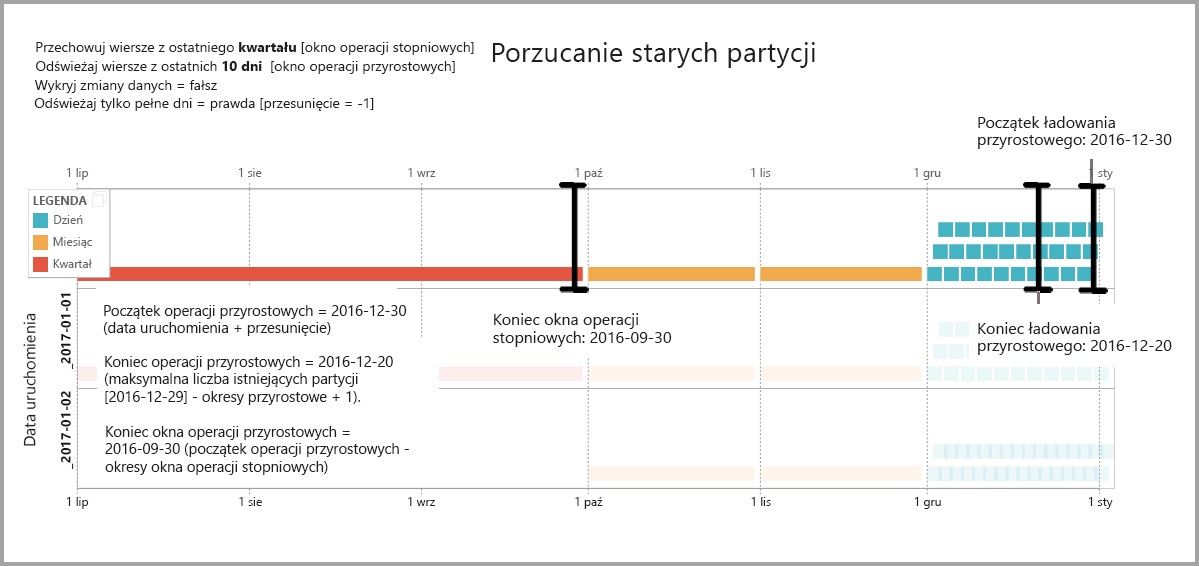 Przechowuj wiersze z ostatniego kwartału [okno operacji stopniowych]
Odświeżaj wiersze z ostatnich 10 dni [okno operacji przyrostowych]
Wykryj zmiany danych = fałsz
Odświeżaj tylko pełne dni = prawda [przesunięcie = -1]
Porzucanie starych partycji
Początek ładowania
przyrostowego: 2016-12-30
1 lip
1 sie
1 wrz
1 paź
1 lis
1 gru
1 sty
LEGENDA
Dzień
Miesiąc
Kwartał
Data uruchomienia
2017-01-01
2017-01-02
Początek operacji przyrostowych = 2016-12-30
(data uruchomienia + przesunięcie)
Koniec operacji przyrostowych = 2016-12-20
(maksymalna liczba istniejących partycji
[2016-12-29] - okresy przyrostowe + 1).
Koniec okna operacji przyrostowych =
2016-09-30 (początek operacji przyrostowych -
okresy okna operacji stopniowych)
Koniec okna operacji
stopniowych: 2016-09-30
Koniec ładowania
przyrostowego: 2016-12-20
1 lip
1 sie
1 wrz
1 paź
1 lis
1 gru
1 sty